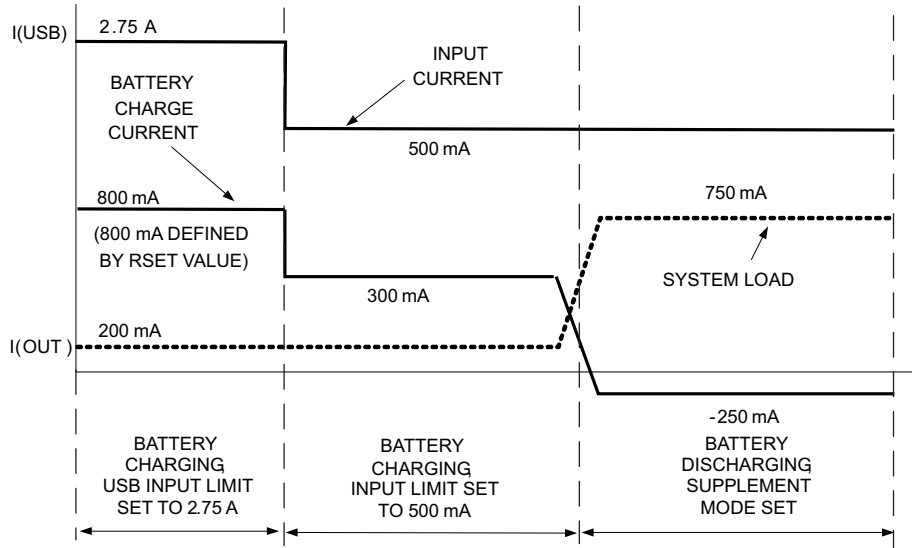 I(USB)
2.75 A
INPUT
CURRENT
BATTERY
CHARGE
CURRENT
500 mA
800 mA
(800 mA DEFINED
BY RSET VALUE)
750 mA
SYSTEM LOAD
300 mA
200 mA
I(OUT)
-250 mA
BATTERY
CHARGING,
USB INPUT LIMIT
SET TO 2.75 A
BATTERY
CHARGING,
INPUT LIMIT SET
TO 500 mA
BATTERY
DISCHARGING,
SUPPLEMENT
MODE SET